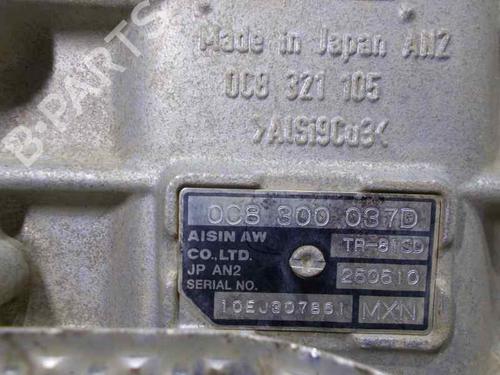 Made in Japan AN2
0C8 321 105
>AlSi9Cu3<
B-PARTS
0C8 300 037D
AISIN AW CO.,LTD.
TR-81SD
JP AN2
250510
SERIAL NO.
10EJ307851
MXN